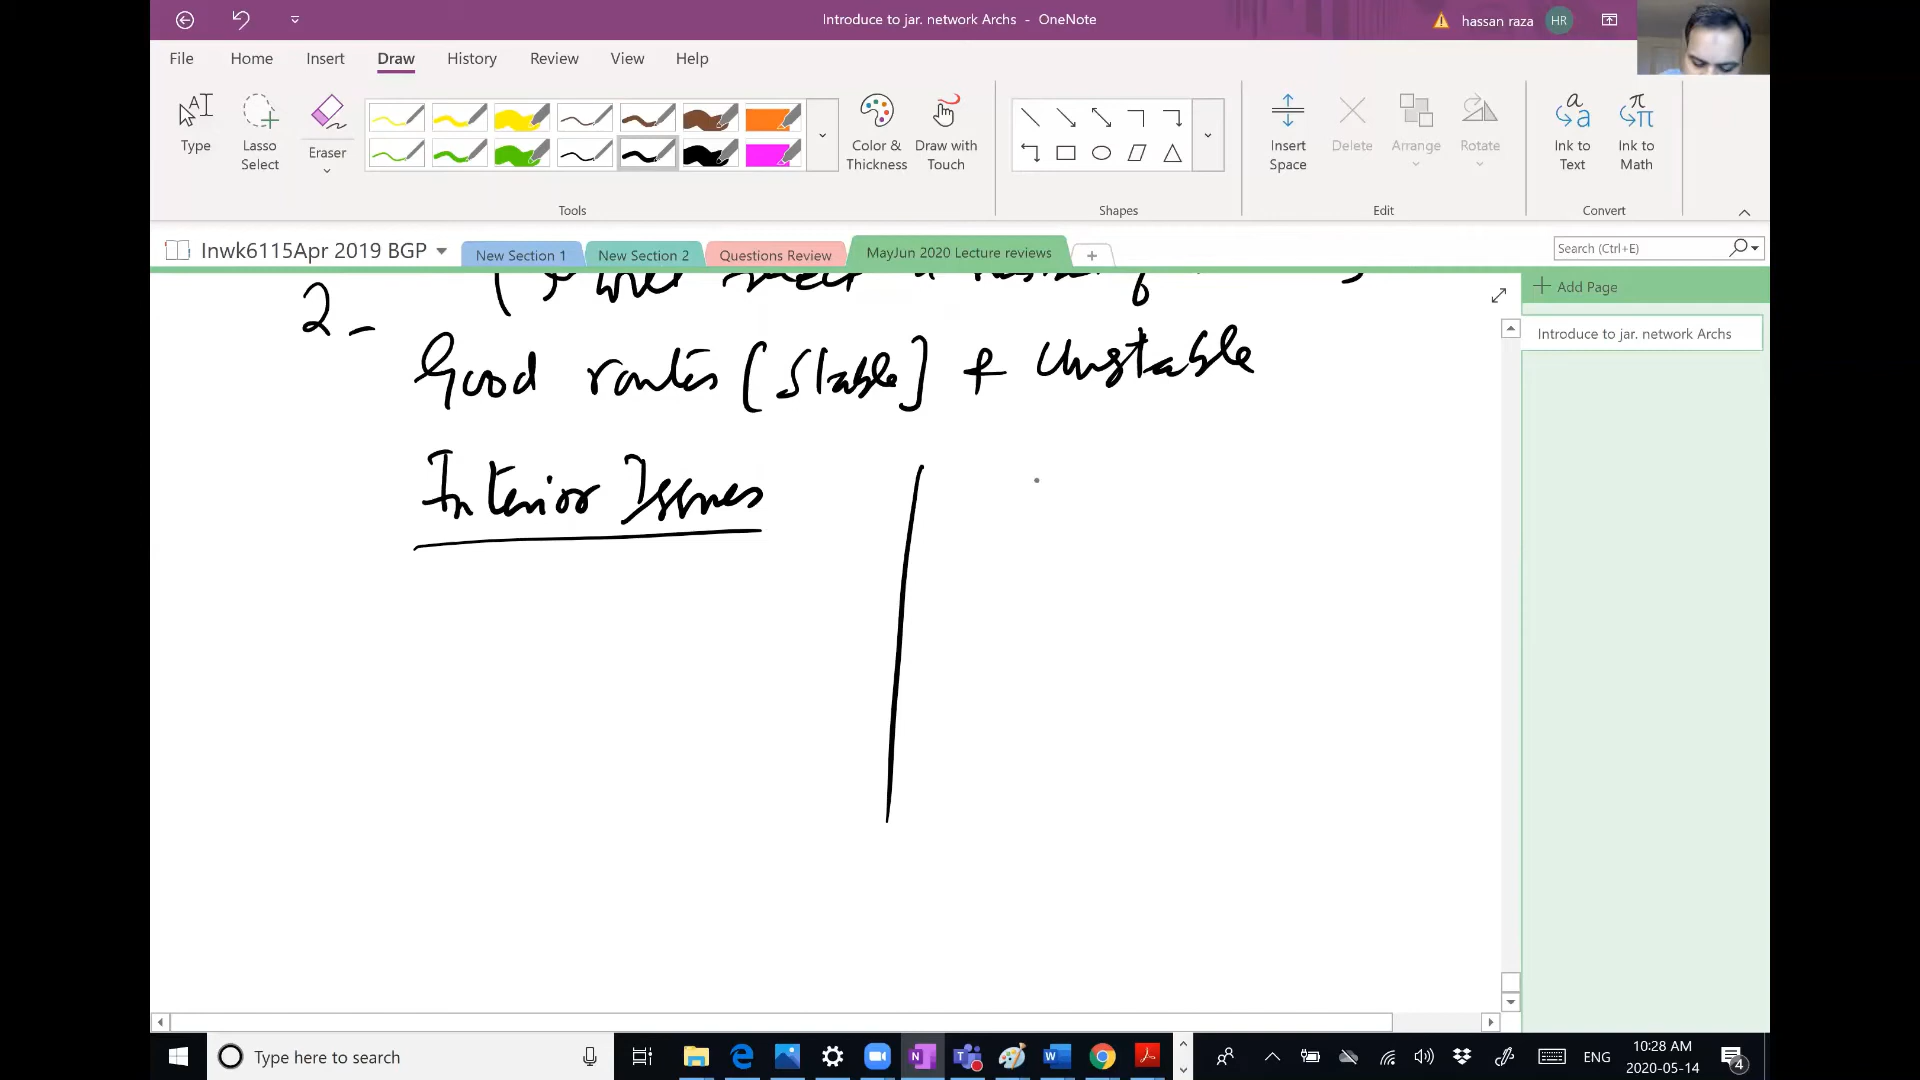 Introduce to jar. network Archs - OneNote
hassan raza HR
File Home Insert Draw History Review View Help
Type
Lasso Select
Eraser
Color & Thickness
Draw with Touch
Insert Space
Delete
Arrange
Rotate
Ink to Text
Ink to Math
Tools Shapes Edit Convert
Inwk6115Apr 2019 BGP New Section 1 New Section 2 Questions Review MayJun 2020 Lecture reviews Search (Ctrl+E)
Add Page
Introduce to jar. network Archs
2 -
Good routes [Stable] & Unstable
Interior Issues
Type here to search
ENG
10:28 AM
2020-05-14
4